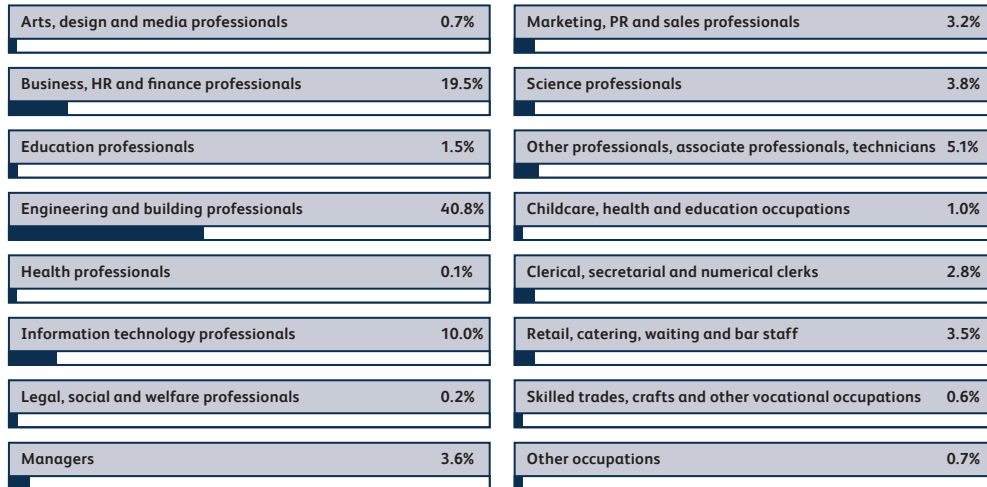 Arts, design and media professionals 0.7%
Business, HR and finance professionals 19.5%
Education professionals 1.5%
Engineering and building professionals 40.8%
Health professionals 0.1%
Information technology professionals 10.0%
Legal, social and welfare professionals 0.2%
Managers 3.6%
Marketing, PR and sales professionals 3.2%
Science professionals 3.8%
Other professionals, associate professionals, technicians 5.1%
Childcare, health and education occupations 1.0%
Clerical, secretarial and numerical clerks 2.8%
Retail, catering, waiting and bar staff 3.5%
Skilled trades, crafts and other vocational occupations 0.6%
Other occupations 0.7%